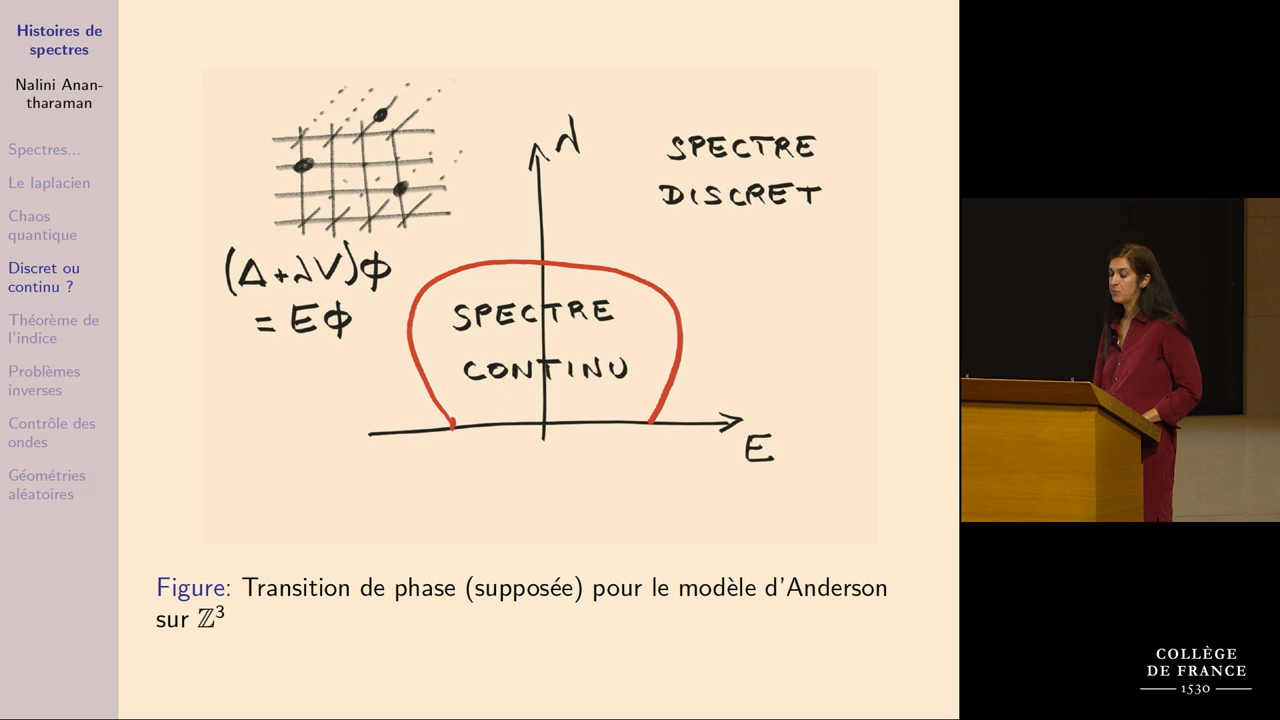 Histoires de
spectres
Nalini Anan-
tharaman
Spectres...
Le laplacien
Chaos
quantique
Discret ou
continu ?
Théorème de
l'indice
Problèmes
inverses
Contrôle des
ondes
Géométries
aléatoires
λ
SPECTRE
DISCRET
(Δ+λV)ϕ
= Eϕ
SPECTRE
CONTINU
E
Figure: Transition de phase (supposée) pour le modèle d'Anderson
sur ℤ³
COLLÈGE
DE FRANCE
1530